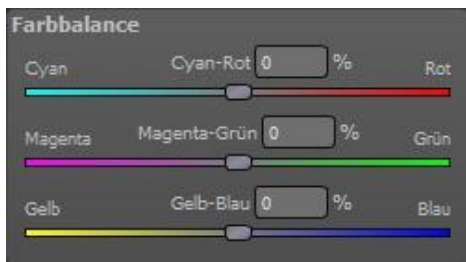 Farbbalance
Cyan Cyan-Rot 0 % Rot
Magenta Magenta-Grün 0 % Grün
Gelb Gelb-Blau 0 % Blau